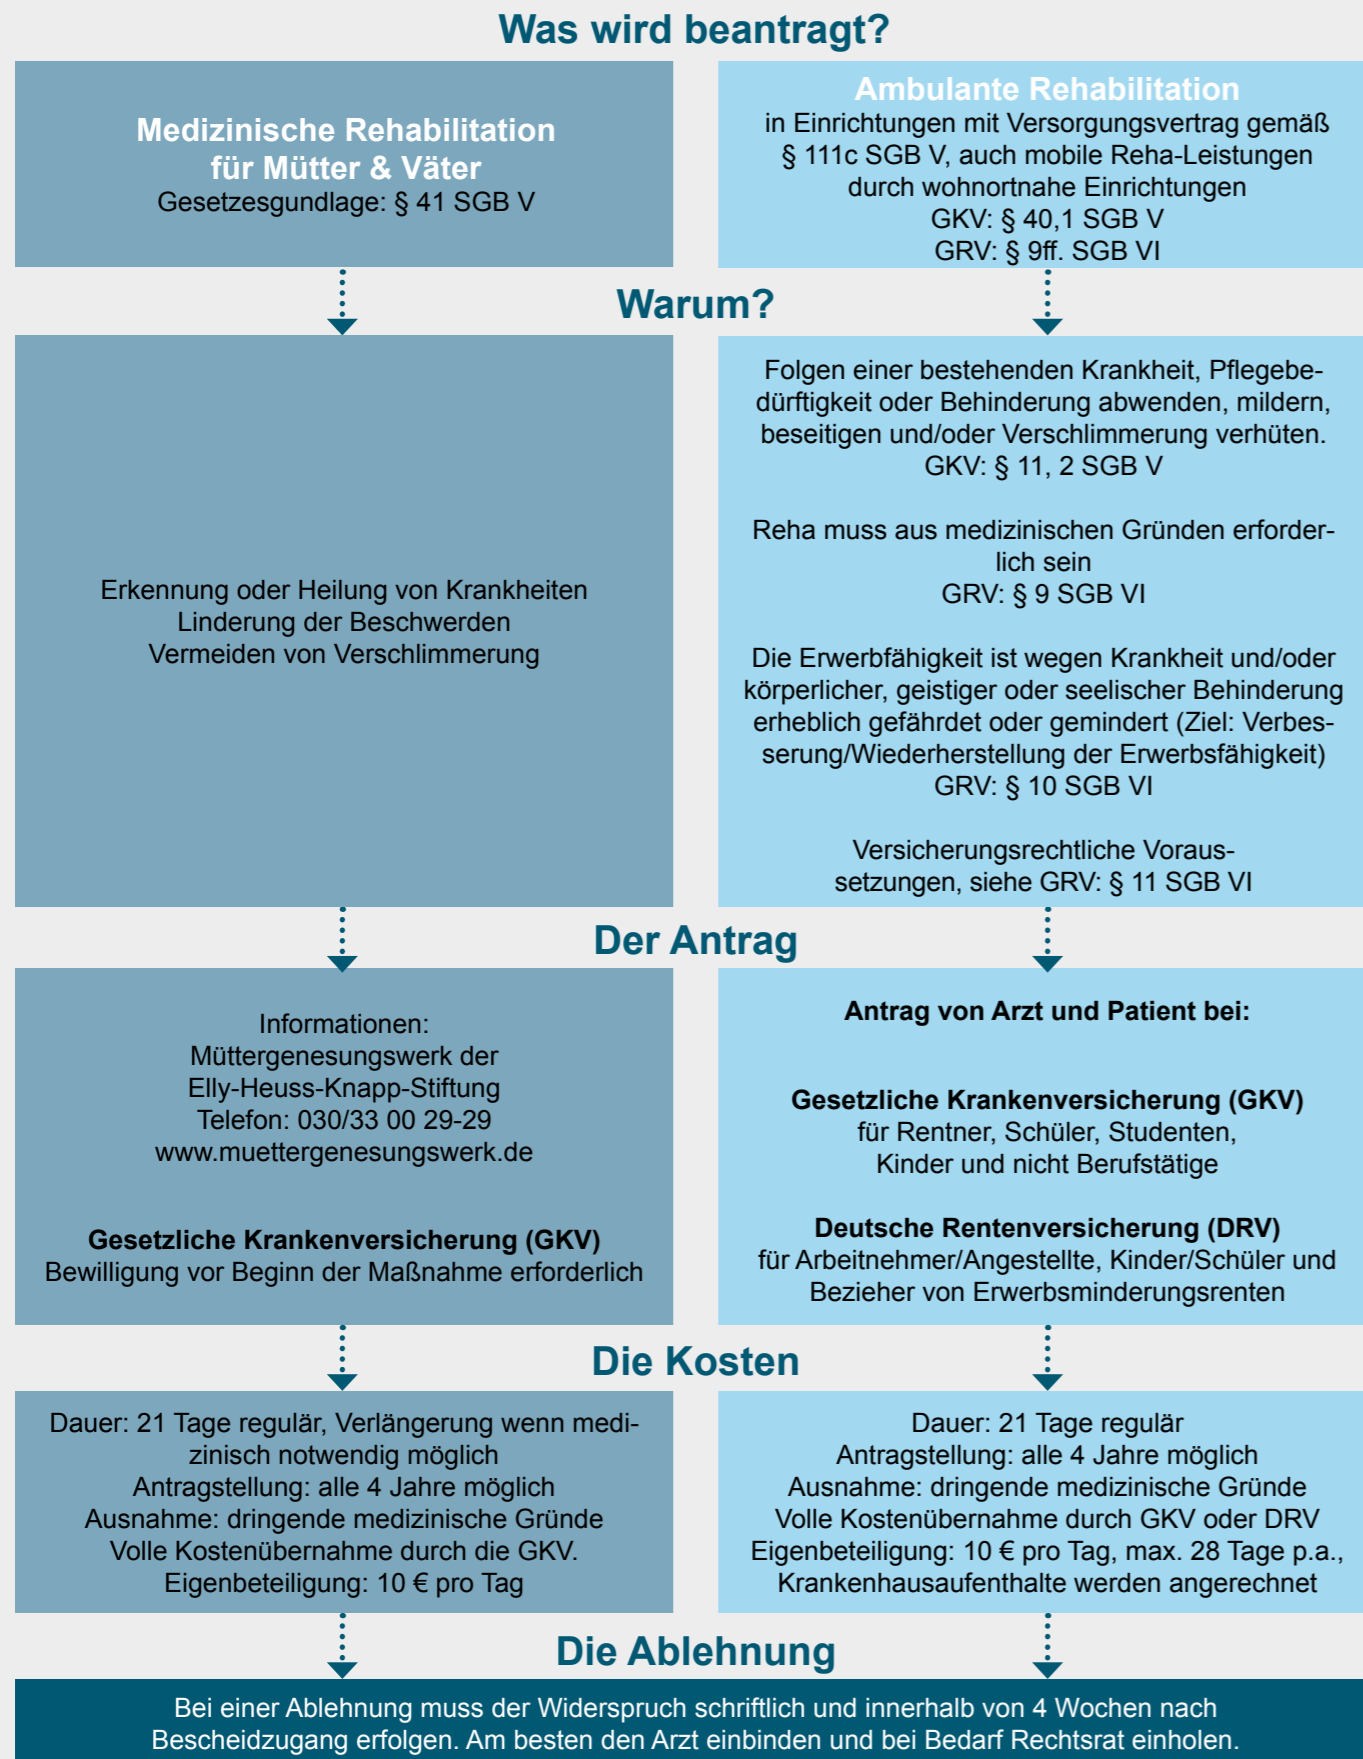 Was wird beantragt?
Medizinische Rehabilitation
für Mütter & Väter
Gesetzesgundlage: § 41 SGB V
Ambulante Rehabilitation
in Einrichtungen mit Versorgungsvertrag gemäß
§ 111c SGB V, auch mobile Reha-Leistungen
durch wohnortnahe Einrichtungen
GKV: § 40,1 SGB V
GRV: § 9ff. SGB VI
Warum?
Erkennung oder Heilung von Krankheiten
Linderung der Beschwerden
Vermeiden von Verschlimmerung
Folgen einer bestehenden Krankheit, Pflegebe-
dürftigkeit oder Behinderung abwenden, mildern,
beseitigen und/oder Verschlimmerung verhüten.
GKV: § 11, 2 SGB V
Reha muss aus medizinischen Gründen erforder-
lich sein
GRV: § 9 SGB VI
Die Erwerbfähigkeit ist wegen Krankheit und/oder
körperlicher, geistiger oder seelischer Behinderung
erheblich gefährdet oder gemindert (Ziel: Verbes-
serung/Wiederherstellung der Erwerbsfähigkeit)
GRV: § 10 SGB VI
Versicherungsrechtliche Voraus-
setzungen, siehe GRV: § 11 SGB VI
Der Antrag
Informationen:
Müttergenesungswerk der
Elly-Heuss-Knapp-Stiftung
Telefon: 030/33 00 29-29
www.muettergenesungswerk.de
Gesetzliche Krankenversicherung (GKV)
Bewilligung vor Beginn der Maßnahme erforderlich
Antrag von Arzt und Patient bei:
Gesetzliche Krankenversicherung (GKV)
für Rentner, Schüler, Studenten,
Kinder und nicht Berufstätige
Deutsche Rentenversicherung (DRV)
für Arbeitnehmer/Angestellte, Kinder/Schüler und
Bezieher von Erwerbsminderungsrenten
Die Kosten
Dauer: 21 Tage regulär, Verlängerung wenn medi-
zinisch notwendig möglich
Antragstellung: alle 4 Jahre möglich
Ausnahme: dringende medizinische Gründe
Volle Kostenübernahme durch die GKV.
Eigenbeteiligung: 10 € pro Tag
Dauer: 21 Tage regulär
Antragstellung: alle 4 Jahre möglich
Ausnahme: dringende medizinische Gründe
Volle Kostenübernahme durch GKV oder DRV
Eigenbeteiligung: 10 € pro Tag, max. 28 Tage p.a.,
Krankenhausaufenthalte werden angerechnet
Die Ablehnung
Bei einer Ablehnung muss der Widerspruch schriftlich und innerhalb von 4 Wochen nach
Bescheidzugang erfolgen. Am besten den Arzt einbinden und bei Bedarf Rechtsrat einholen.